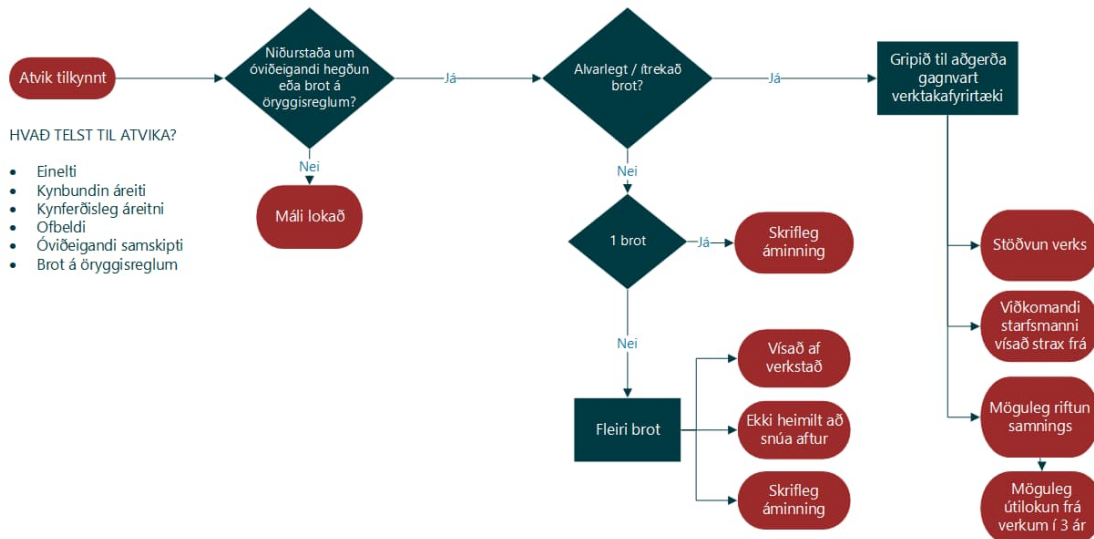 Atvik tilkynnt
Niðurstaða um
óviðeigandi hegðun
eða brot á
öryggisreglum?
Já
Alvarlegt / ítrekað
brot?
Já
Gripið til aðgerða
gagnvart
verktakafyrirtæki
HVAÐ TELST TIL ATVIKA?
• Einelti
• Kynbundin áreiti
• Kynferðisleg áreitni
• Ofbeldi
• Óviðeigandi samskipti
• Brot á öryggisreglum
Nei
Máli lokað
Nei
1 brot
Já
Skrifleg
áminning
Nei
Fleiri brot
Vísað af
verkstað
Ekki heimilt að
snúa aftur
Skrifleg
áminning
Stöðvun verks
Viðkomandi
starfsmanni
vísað strax frá
Möguleg riftun
samnings
Möguleg
útilokun frá
verkum í 3 ár